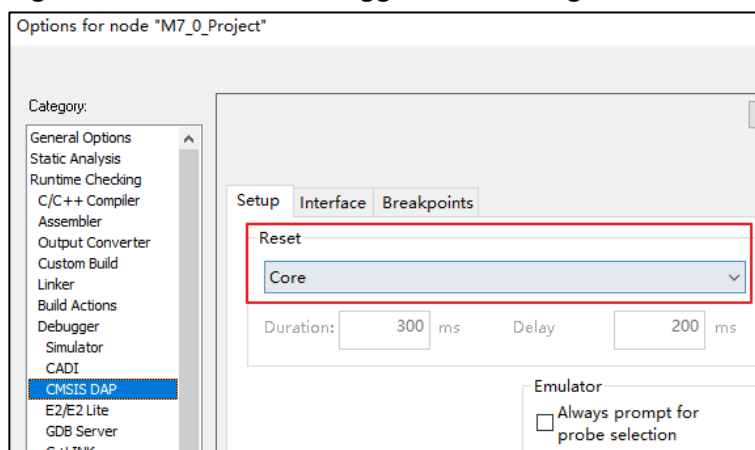 Options for node "M7_0_Project"
Category:
General Options
Static Analysis
Runtime Checking
C/C++ Compiler
Assembler
Output Converter
Custom Build
Linker
Build Actions
Debugger
Simulator
CADI
CMSIS DAP
E2/E2 Lite
GDB Server
Setup Interface Breakpoints
Reset
Core
Duration: 300 ms Delay 200 ms
Emulator
Always prompt for
probe selection